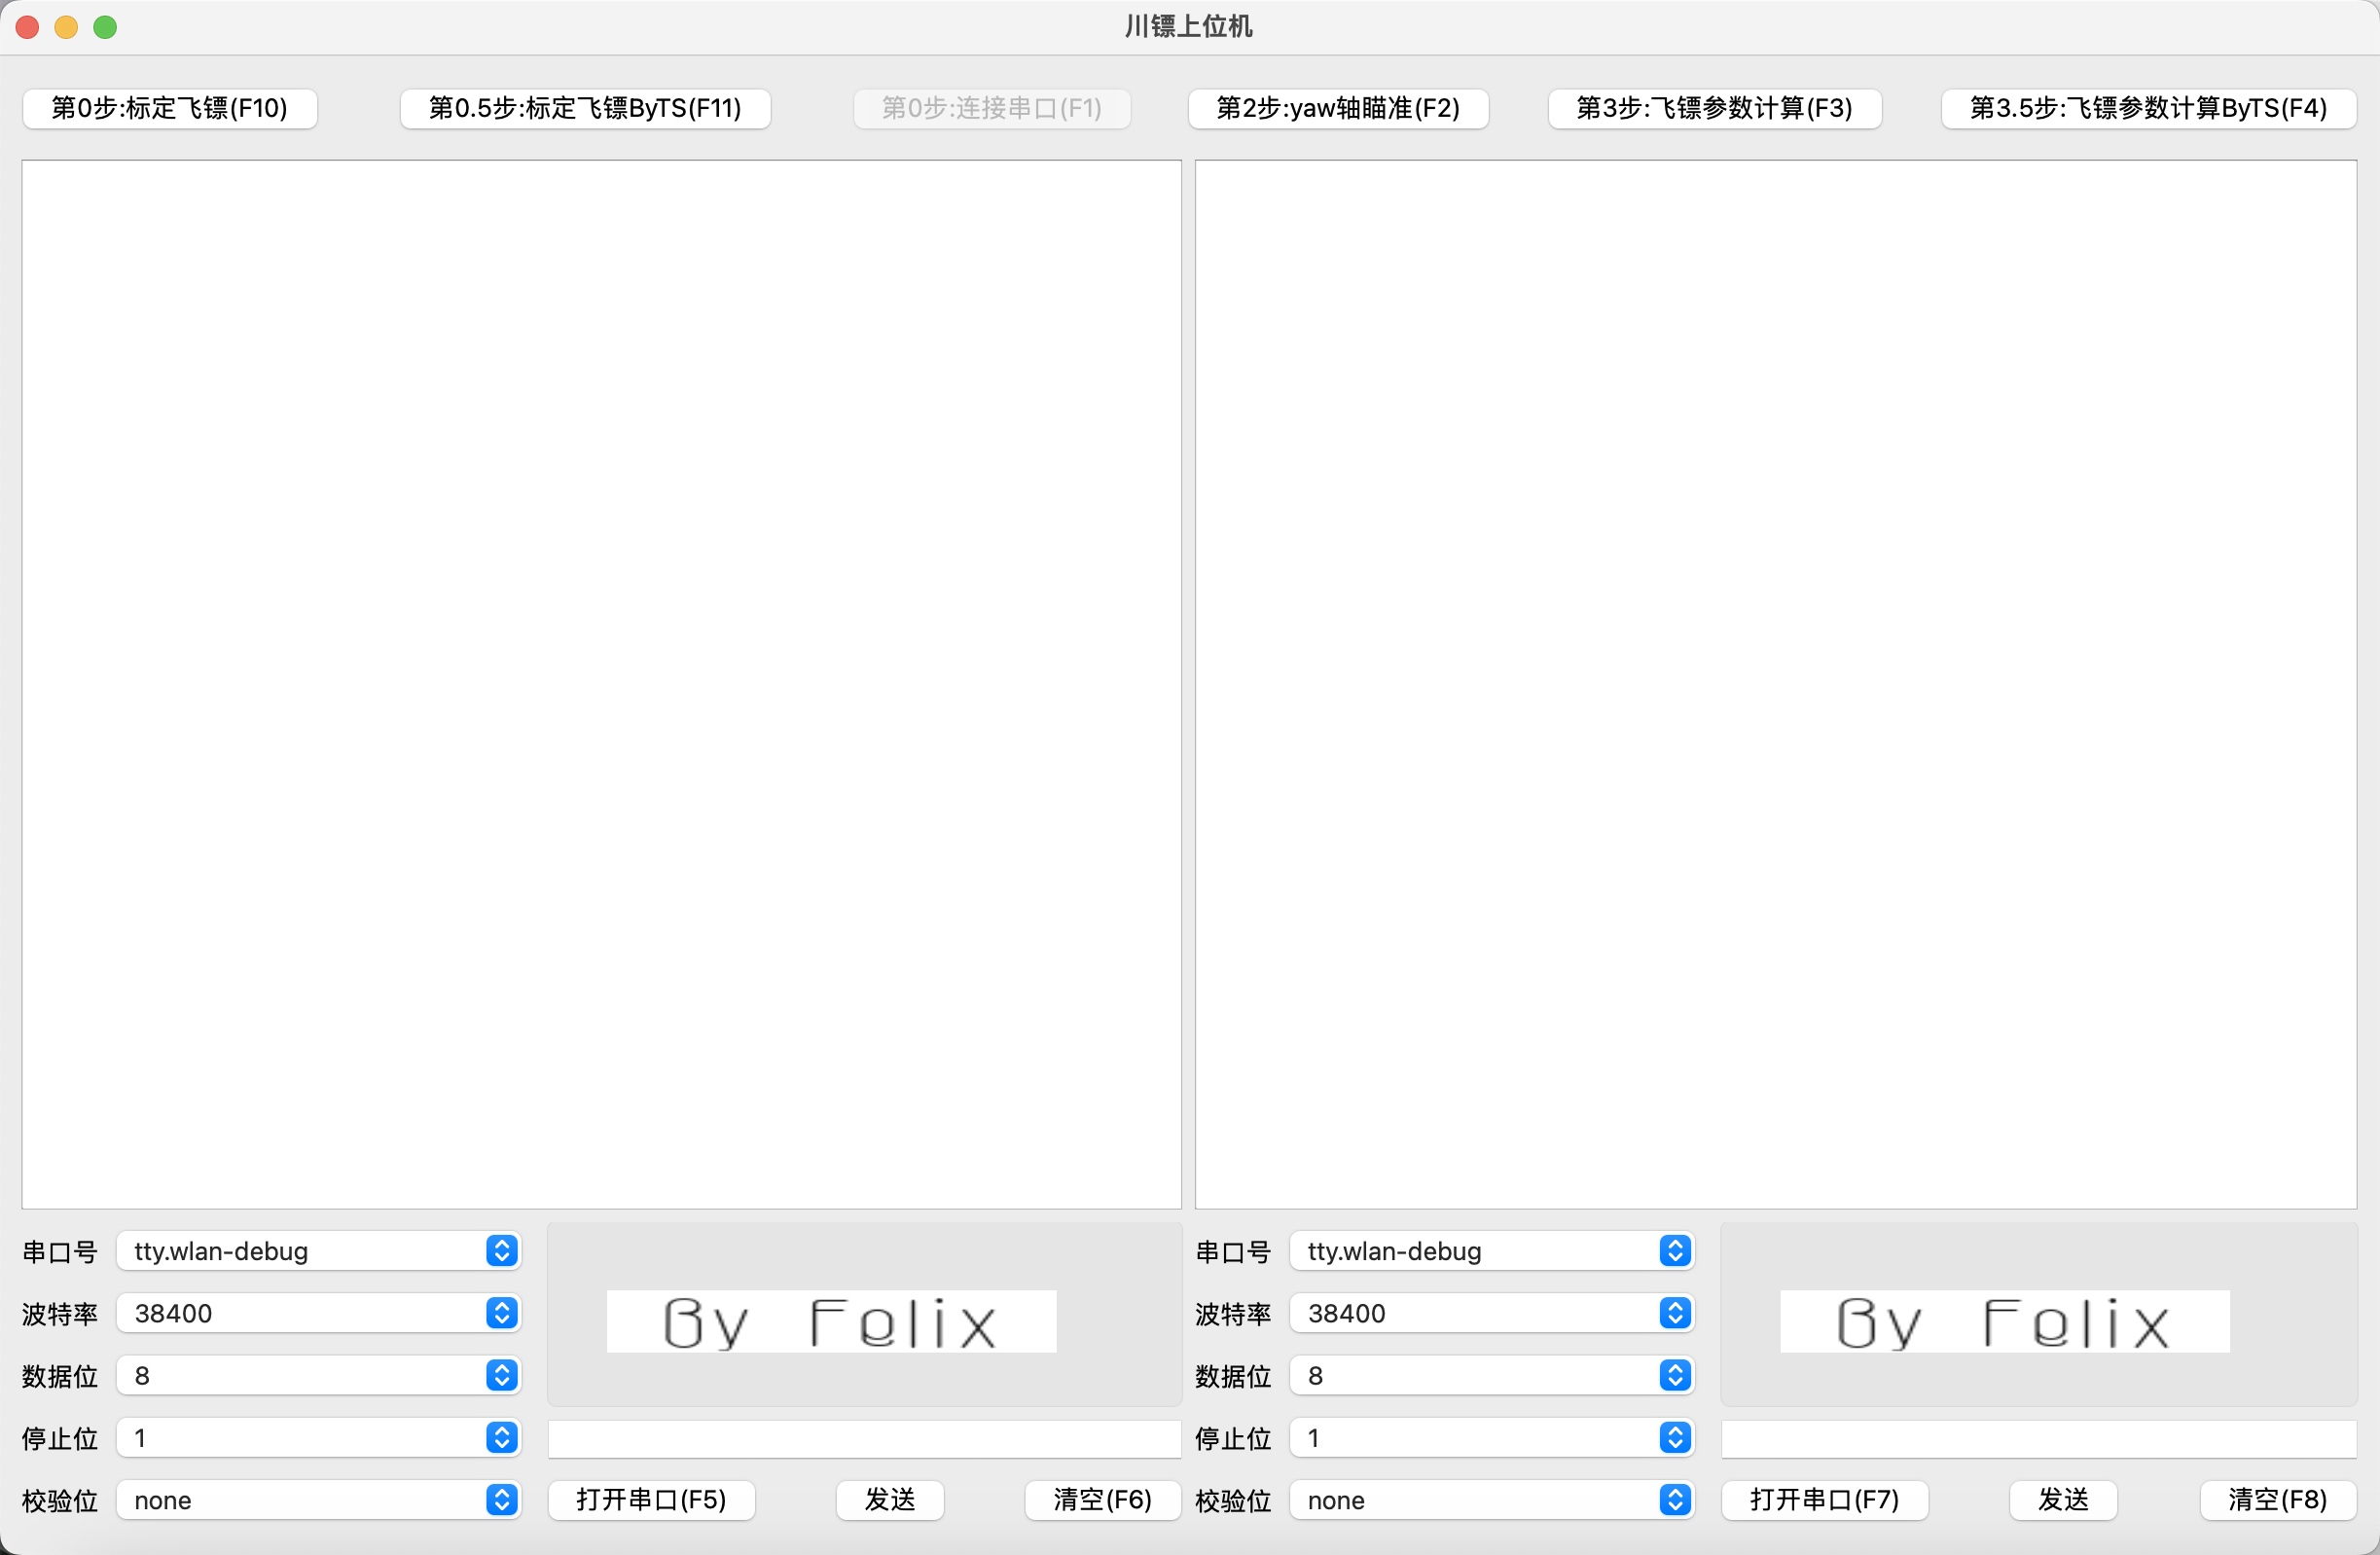 川镖上位机
第0步:标定飞镖(F10) 第0.5步:标定飞镖ByTS(F11) 第0步:连接串口(F1) 第2步:yaw轴瞄准(F2) 第3步:飞镖参数计算(F3) 第3.5步:飞镖参数计算ByTS(F4)
串口号 tty.wlan-debug
波特率 38400
数据位 8
停止位 1
校验位 none
By Felix
打开串口(F5) 发送 清空(F6)
串口号 tty.wlan-debug
波特率 38400
数据位 8
停止位 1
校验位 none
By Felix
打开串口(F7) 发送 清空(F8)